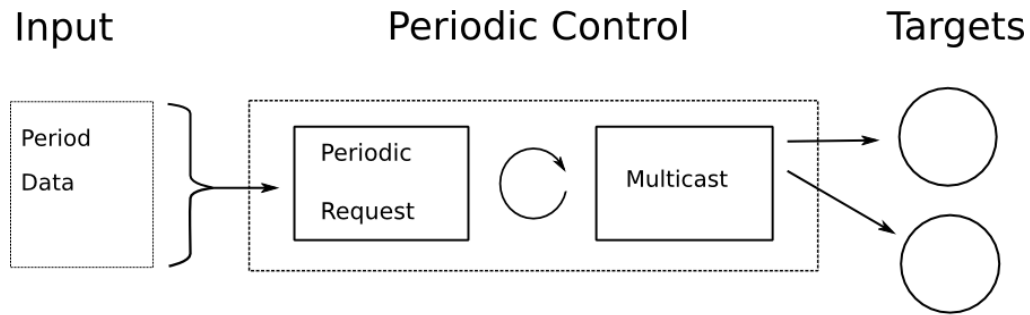 Input
Periodic Control
Targets
Period
Data
Periodic
Request
Multicast